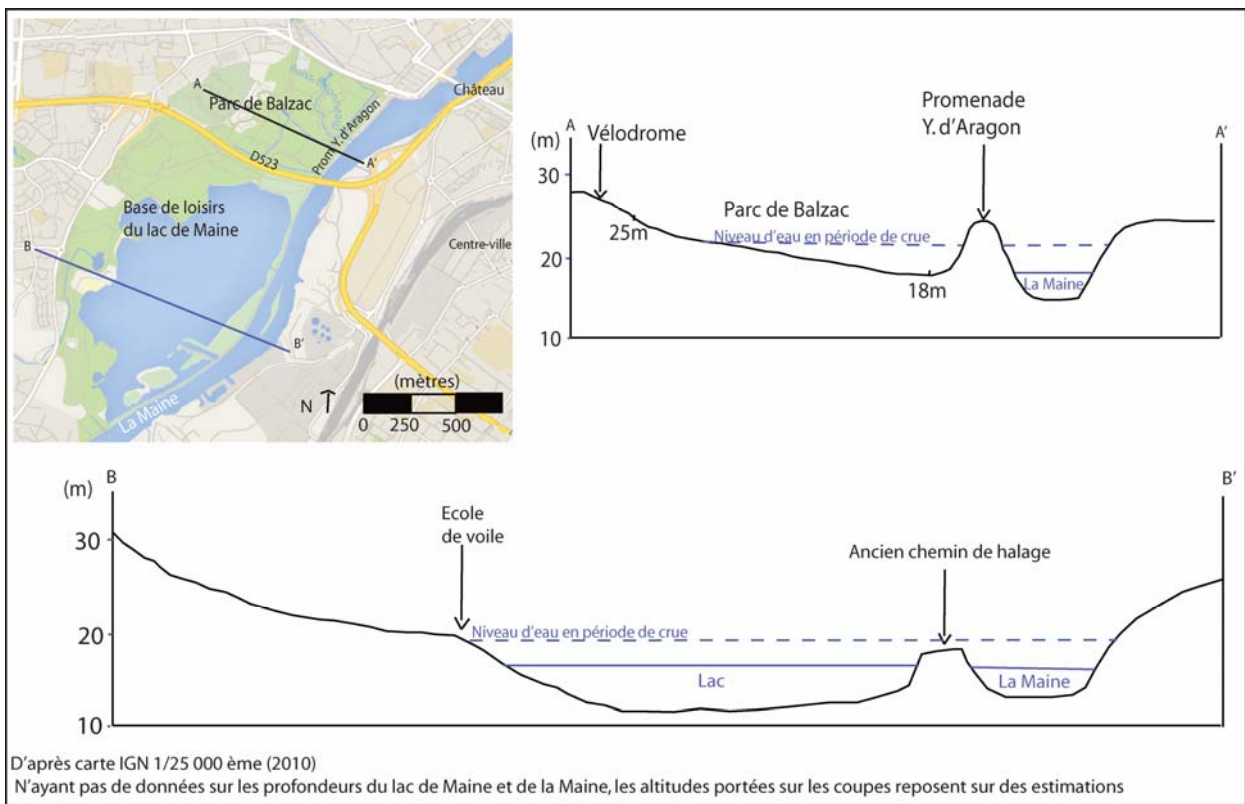 A
Parc de Balzac
Château
Prom. Y. d'Aragon
A'
D523
Base de loisirs
du lac de Maine
B
Centre-ville
B'
La Maine
(mètres)
N
0 250 500
A
(m)
Vélodrome
Promenade
Y. d'Aragon
A'
30
25m
Parc de Balzac
Niveau d'eau en période de crue
20
18m
La Maine
10
B
(m)
B'
Ecole
de voile
Ancien chemin de halage
30
20
Niveau d'eau en période de crue
Lac
La Maine
10
D'après carte IGN 1/25 000 ème (2010)
N'ayant pas de données sur les profondeurs du lac de Maine et de la Maine, les altitudes portées sur les coupes reposent sur des estimations